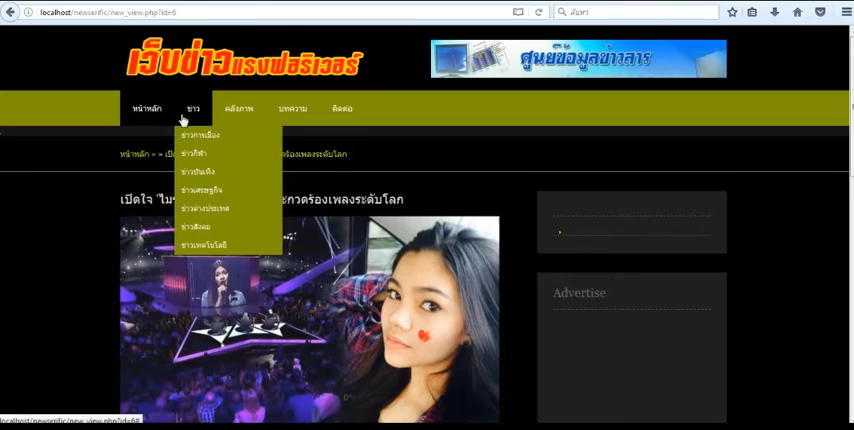 localhost/newserific/new_view.php?id=6
ค้นหา
เว็บข่าวแรงฟอริเวอร์
ศูนย์ข้อมูลข่าวสาร
หน้าหลัก ข่าว คลังภาพ บทความ ติดต่อ
ข่าวการเมือง
หน้าหลัก » » เปิด ดร้องเพลงระดับโลก
ข่าวกีฬา
ข่าวบันเทิง
ข่าวเศรษฐกิจ
เปิดใจ 'ไม ะกวดร้องเพลงระดับโลก
ข่าวต่างประเทศ
ข่าวสังคม
ข่าวเทคโนโลยี
Advertise
localhost/newserific/new_view.php?id=6#